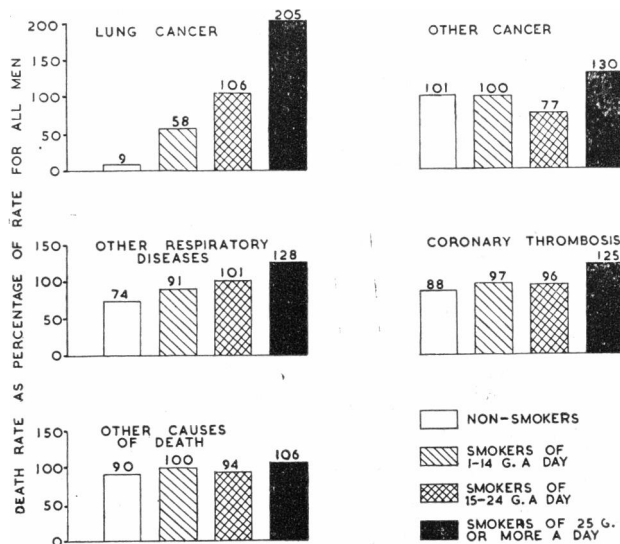 DEATH RATE AS PERCENTAGE OF RATE FOR ALL MEN
LUNG CANCER
200
150
100
50
0
9
58
106
205
OTHER CANCER
101
100
77
130
OTHER RESPIRATORY
DISEASES
150
100
50
0
74
91
101
128
CORONARY THROMBOSIS
88
97
96
125
OTHER CAUSES
OF DEATH
150
100
50
0
90
100
94
106
NON-SMOKERS
SMOKERS OF
1-14 G. A DAY
SMOKERS OF
15-24 G. A DAY
SMOKERS OF 25 G.
OR MORE A DAY